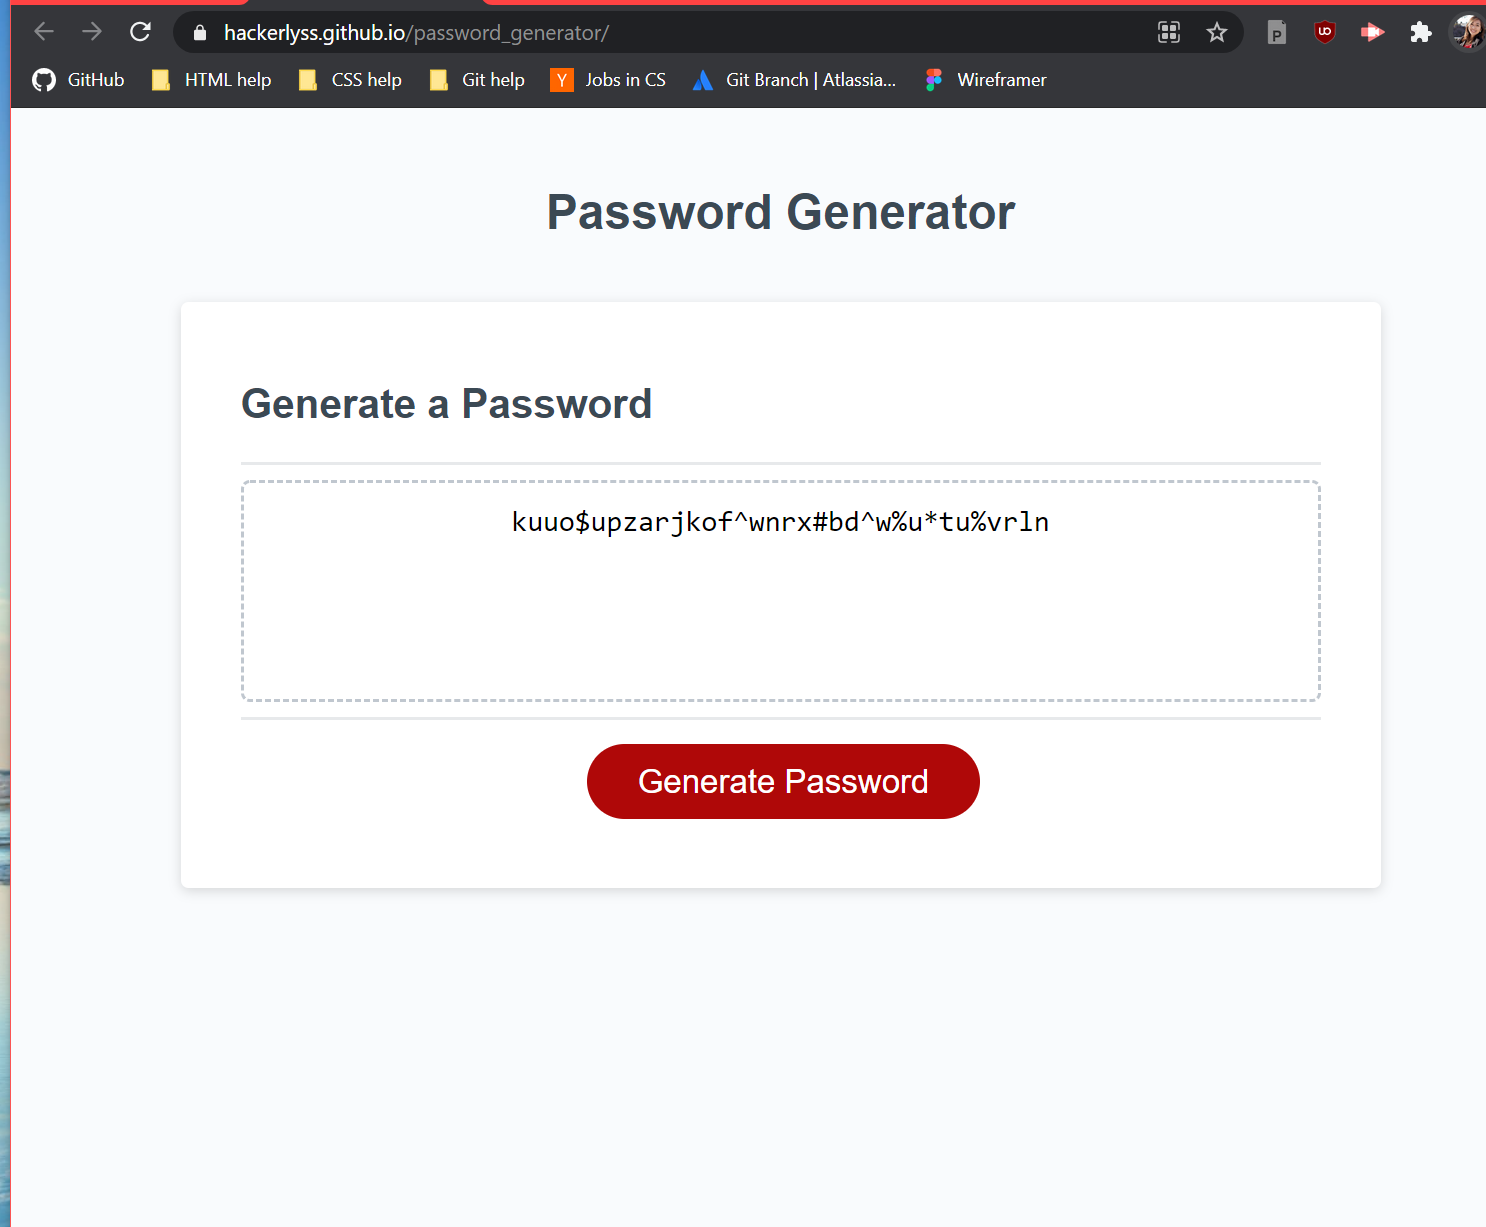 hackerlyss.github.io/password_generator/
GitHub HTML help CSS help Git help Y Jobs in CS Git Branch | Atlassia... Wireframer
Password Generator
Generate a Password
kuuo$upzarjkof^wnrx#bd^w%u*tu%vrln
Generate Password